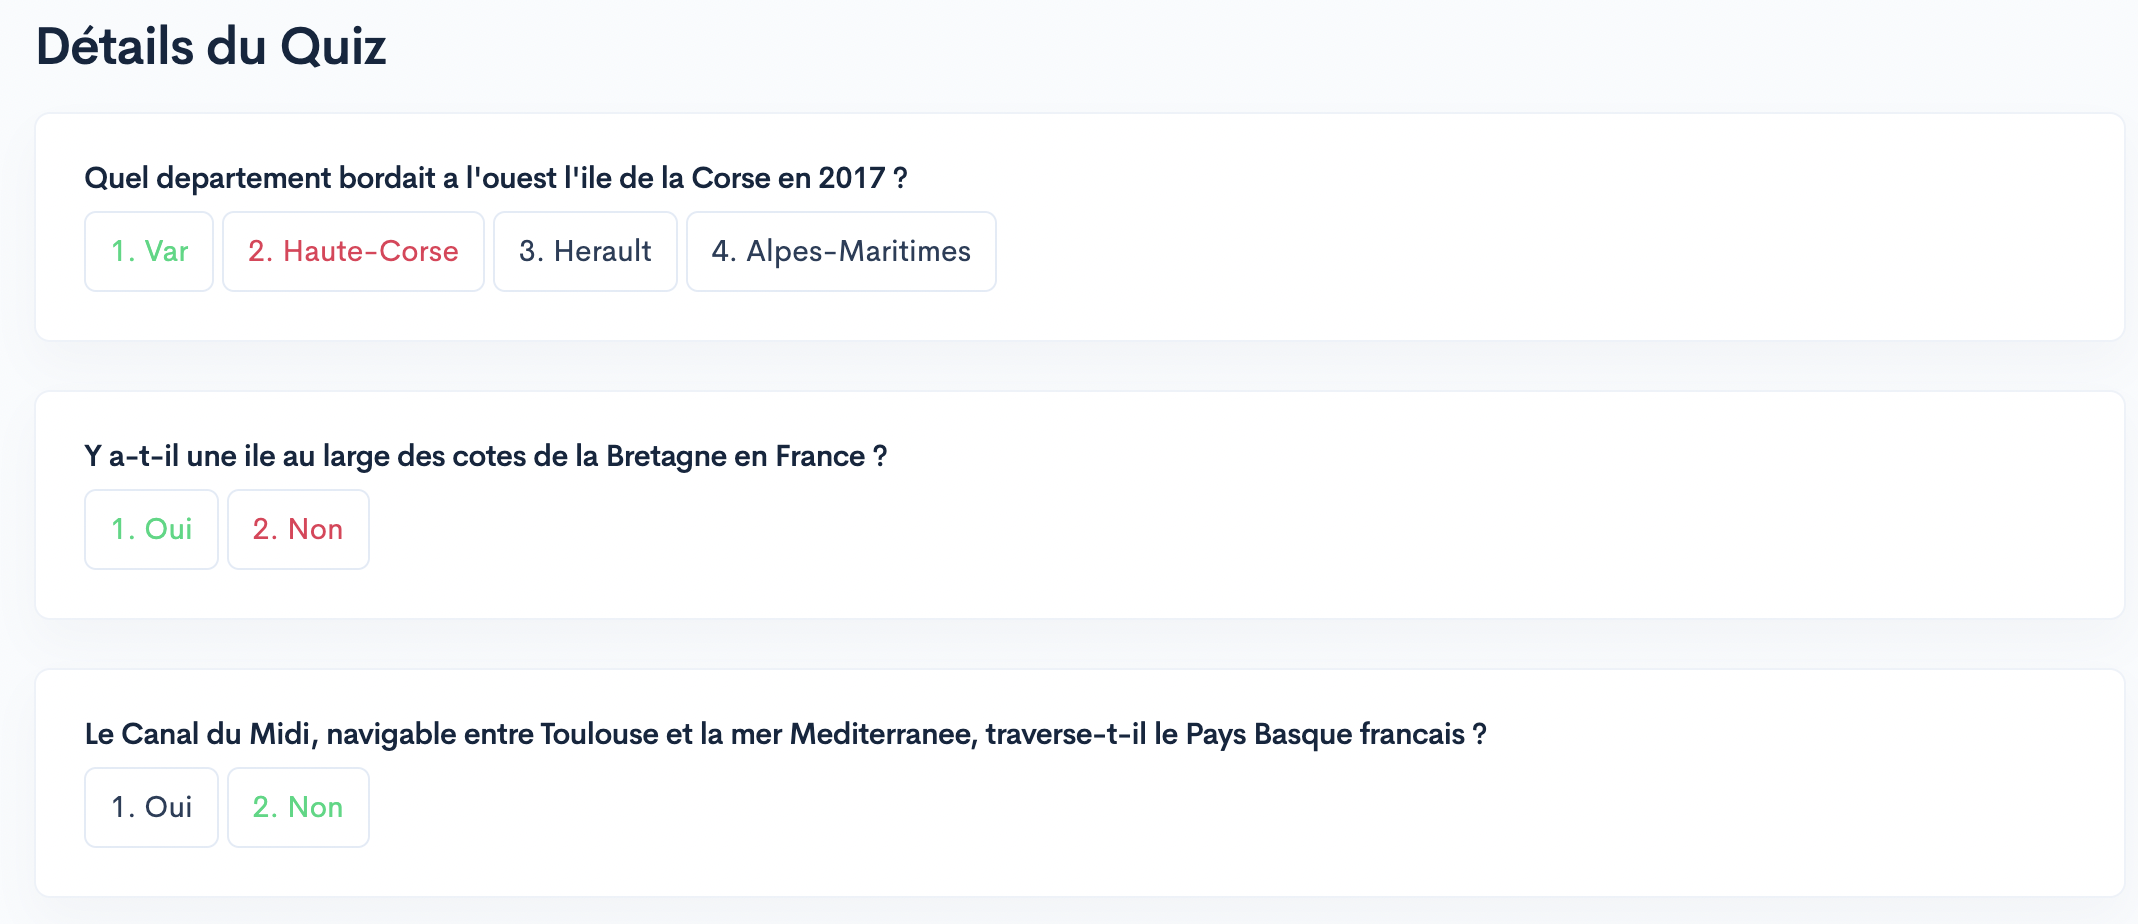 Détails du Quiz
Quel departement bordait a l'ouest l'ile de la Corse en 2017 ?
1. Var 2. Haute-Corse 3. Herault 4. Alpes-Maritimes
Y a-t-il une ile au large des cotes de la Bretagne en France ?
1. Oui 2. Non
Le Canal du Midi, navigable entre Toulouse et la mer Mediterranee, traverse-t-il le Pays Basque francais ?
1. Oui 2. Non